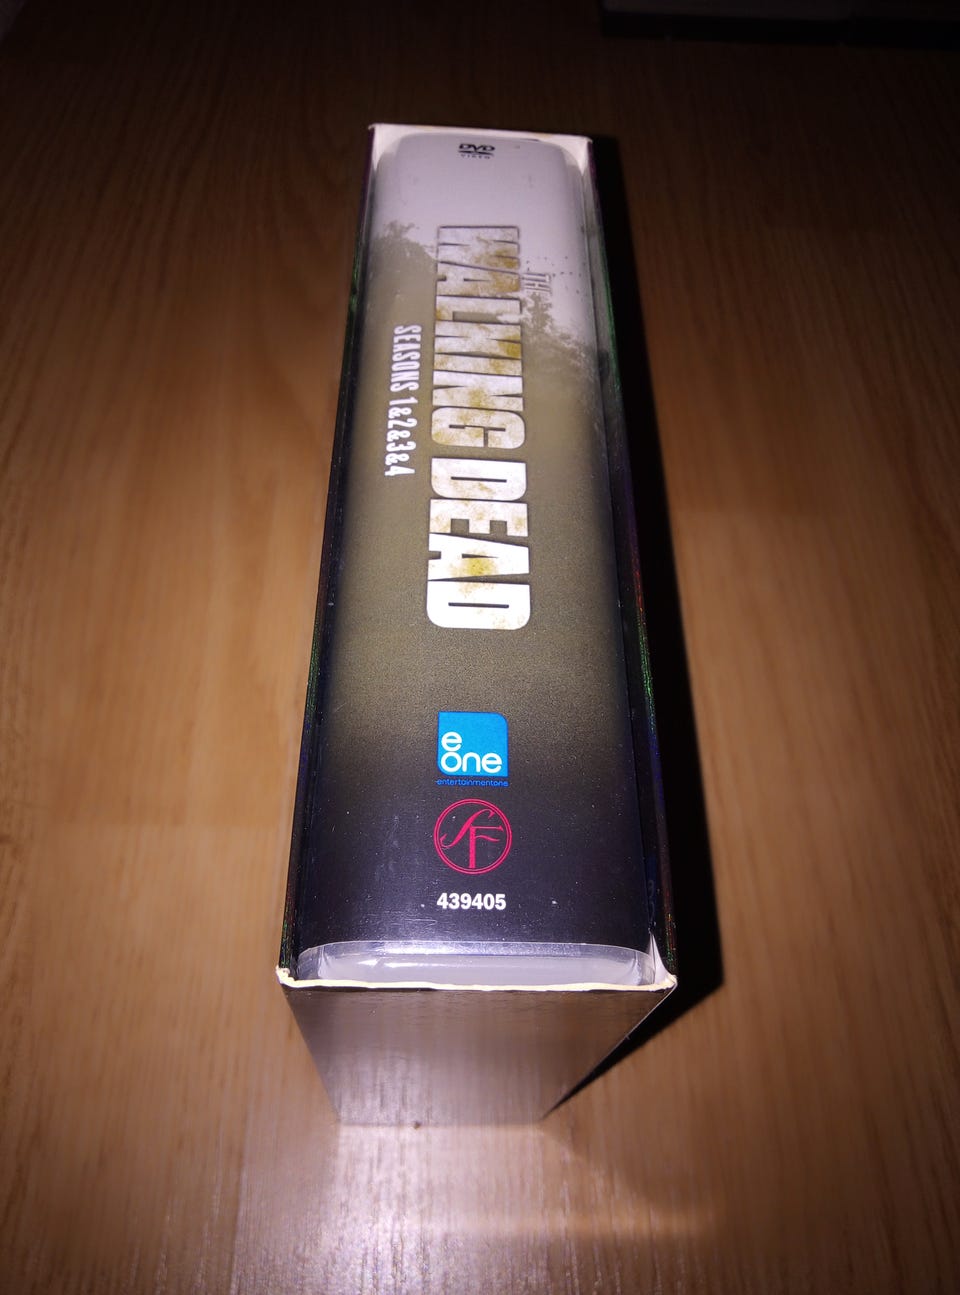 DVD
VIDEO
THE
WALKING DEAD
SEASONS 1&2&3&4
e
one
entertainmentone
SF
439405